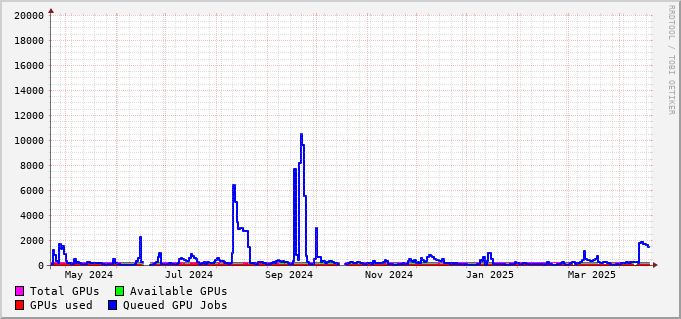 20000
18000
16000
14000
12000
10000
8000
6000
4000
2000
0
May 2024 Jul 2024 Sep 2024 Nov 2024 Jan 2025 Mar 2025
Total GPUs Available GPUs
GPUs used Queued GPU Jobs
RRDTOOL / TOBI OETIKER